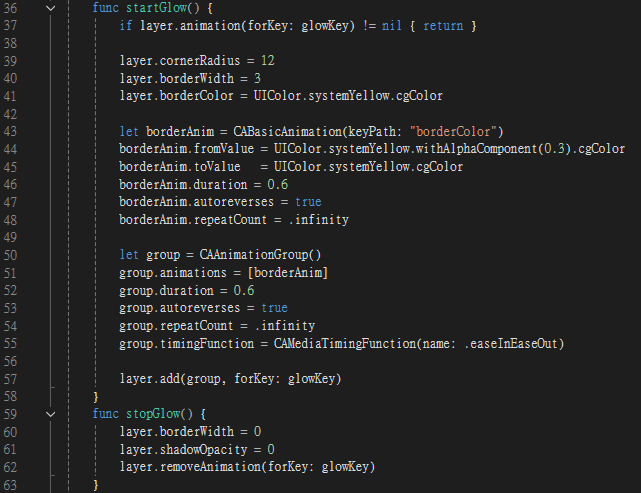 36 func startGlow() {
37 if layer.animation(forKey: glowKey) != nil { return }
38
39 layer.cornerRadius = 12
40 layer.borderWidth = 3
41 layer.borderColor = UIColor.systemYellow.cgColor
42
43 let borderAnim = CABasicAnimation(keyPath: "borderColor")
44 borderAnim.fromValue = UIColor.systemYellow.withAlphaComponent(0.3).cgColor
45 borderAnim.toValue   = UIColor.systemYellow.cgColor
46 borderAnim.duration = 0.6
47 borderAnim.autoreverses = true
48 borderAnim.repeatCount = .infinity
49
50 let group = CAAnimationGroup()
51 group.animations = [borderAnim]
52 group.duration = 0.6
53 group.autoreverses = true
54 group.repeatCount = .infinity
55 group.timingFunction = CAMediaTimingFunction(name: .easeInEaseOut)
56
57 layer.add(group, forKey: glowKey)
58 }
59 func stopGlow() {
60 layer.borderWidth = 0
61 layer.shadowOpacity = 0
62 layer.removeAnimation(forKey: glowKey)
63 }